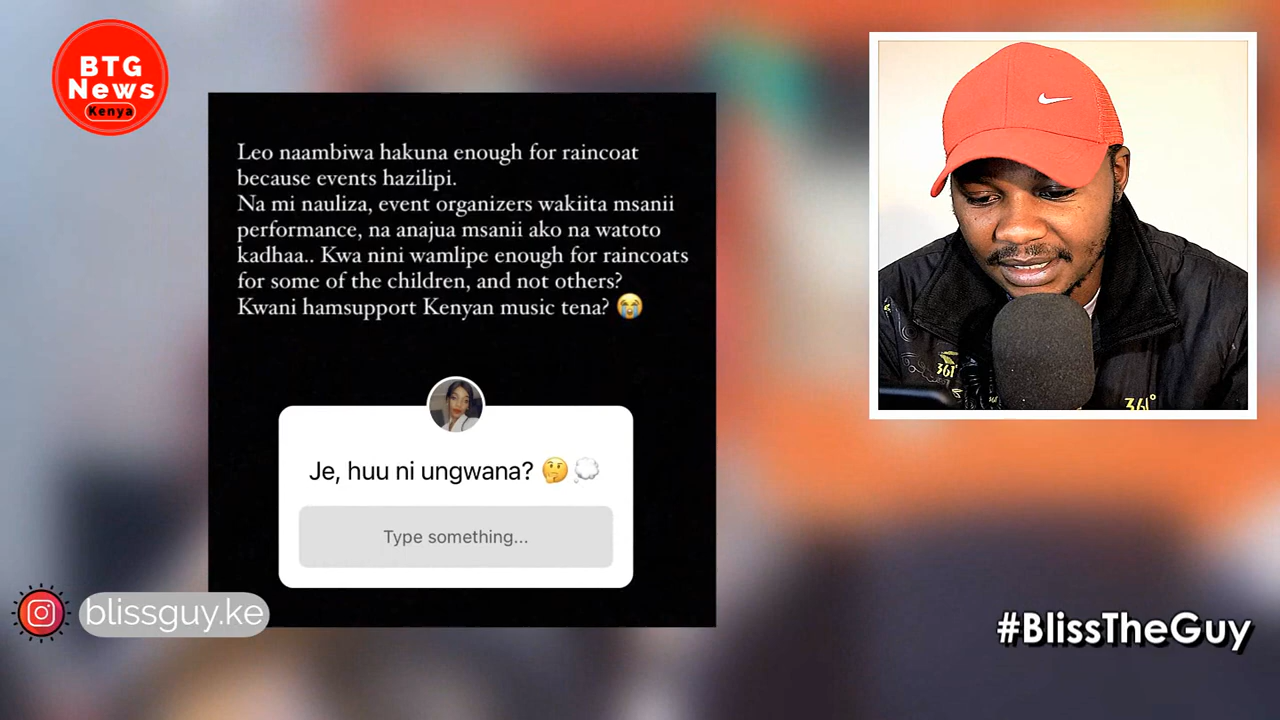 BTG
News
Kenya
Leo naambiwa hakuna enough for raincoat
because events hazilipi.
Na mi nauliza, event organizers wakiita msanii
performance, na anajua msanii ako na watoto
kadhaa.. Kwa nini wamlipe enough for raincoats
for some of the children, and not others?
Kwani hamsupport Kenyan music tena? 😭
Je, huu ni ungwana? 🤔💭
Type something...
361°
361°
blissguy.ke
#BlissTheGuy